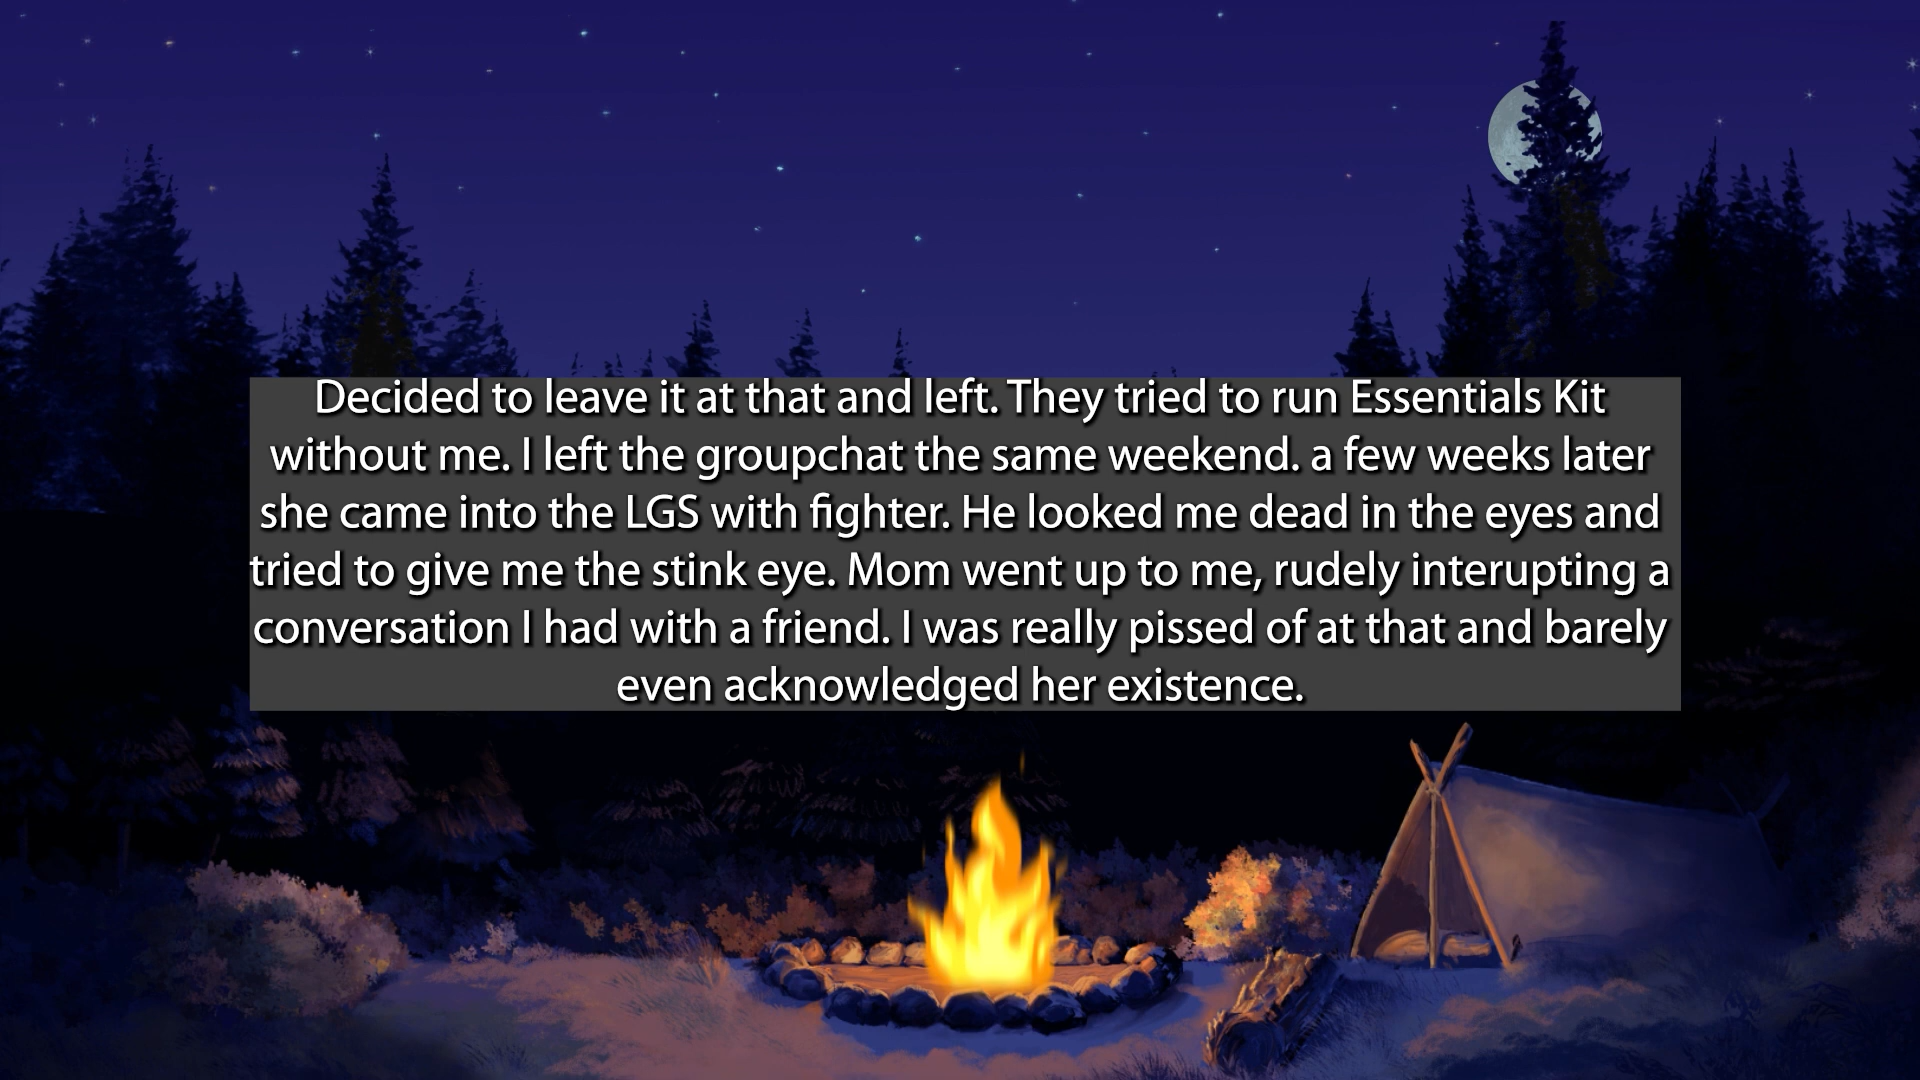 Decided to leave it at that and left. They tried to run Essentials Kit
without me. I left the groupchat the same weekend. a few weeks later
she came into the LGS with fighter. He looked me dead in the eyes and
tried to give me the stink eye. Mom went up to me, rudely interupting a
conversation I had with a friend. I was really pissed of at that and barely
even acknowledged her existence.